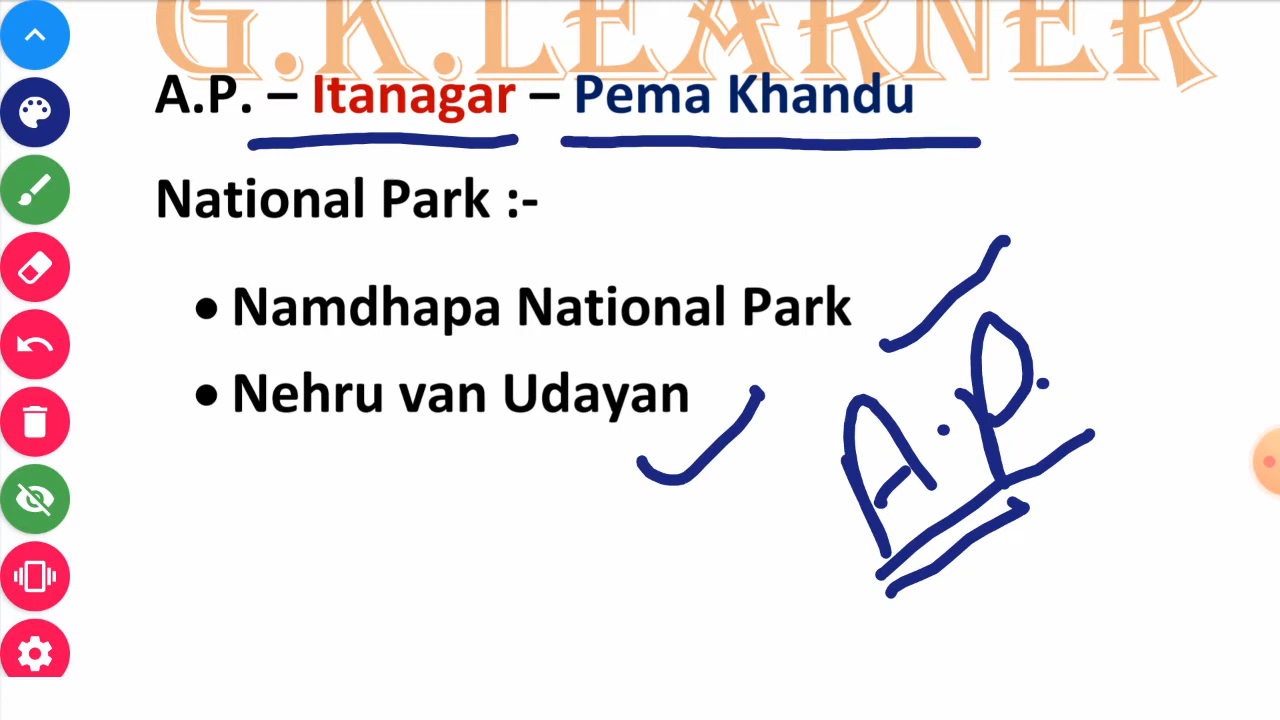 G.K.LEARNER
A.P. – Itanagar – Pema Khandu
National Park :-
• Namdhapa National Park
• Nehru van Udayan
A.P.